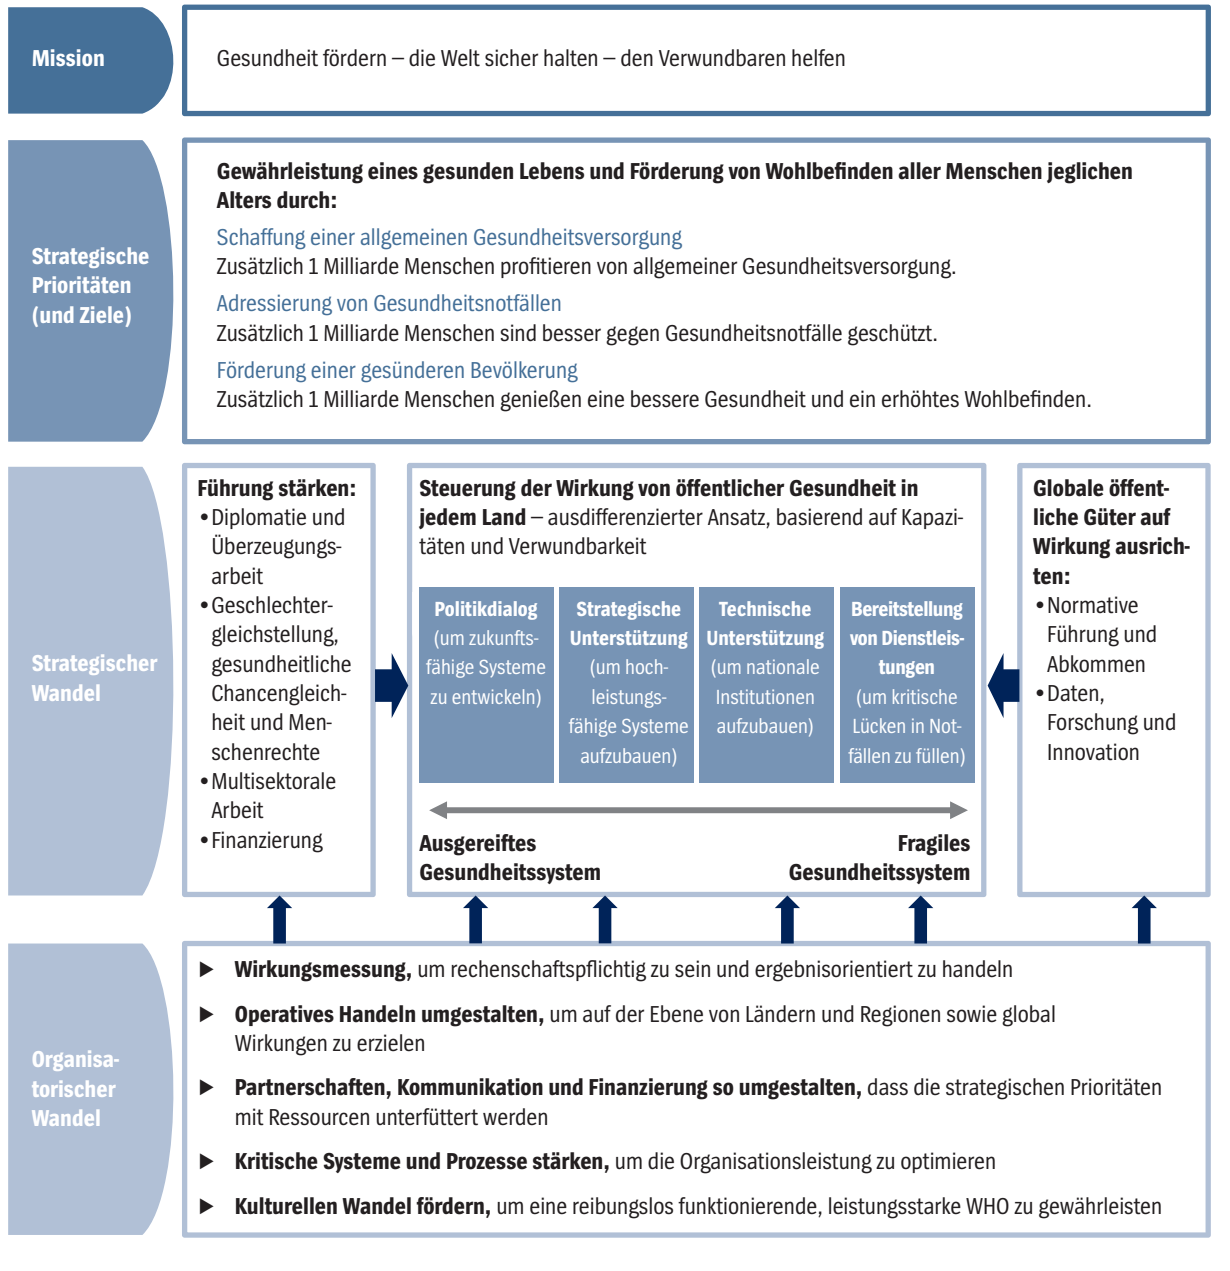 Mission
Gesundheit fördern – die Welt sicher halten – den Verwundbaren helfen
Strategische
Prioritäten
(und Ziele)
Gewährleistung eines gesunden Lebens und Förderung von Wohlbefinden aller Menschen jeglichen
Alters durch:
Schaffung einer allgemeinen Gesundheitsversorgung
Zusätzlich 1 Milliarde Menschen profitieren von allgemeiner Gesundheitsversorgung.
Adressierung von Gesundheitsnotfällen
Zusätzlich 1 Milliarde Menschen sind besser gegen Gesundheitsnotfälle geschützt.
Förderung einer gesünderen Bevölkerung
Zusätzlich 1 Milliarde Menschen genießen eine bessere Gesundheit und ein erhöhtes Wohlbefinden.
Strategischer
Wandel
Führung stärken:
• Diplomatie und
Überzeugungs-
arbeit
• Geschlechter-
gleichstellung,
gesundheitliche
Chancengleich-
heit und Men-
schenrechte
• Multisektorale
Arbeit
• Finanzierung
Steuerung der Wirkung von öffentlicher Gesundheit in
jedem Land – ausdifferenzierter Ansatz, basierend auf Kapazi-
täten und Verwundbarkeit
Politikdialog
(um zukunfts-
fähige Systeme
zu entwickeln)
Strategische
Unterstützung
(um hoch-
leistungs-
fähige Systeme
aufzubauen)
Technische
Unterstützung
(um nationale
Institutionen
aufzubauen)
Bereitstellung
von Dienstleis-
tungen
(um kritische
Lücken in Not-
fällen zu füllen)
Ausgereiftes
Gesundheitssystem
Fragiles
Gesundheitssystem
Globale öffent-
liche Güter auf
Wirkung ausrich-
ten:
• Normative
Führung und
Abkommen
• Daten,
Forschung und
Innovation
Organisa-
torischer
Wandel
▶ Wirkungsmessung, um rechenschaftspflichtig zu sein und ergebnisorientiert zu handeln
▶ Operatives Handeln umgestalten, um auf der Ebene von Ländern und Regionen sowie global
Wirkungen zu erzielen
▶ Partnerschaften, Kommunikation und Finanzierung so umgestalten, dass die strategischen Prioritäten
mit Ressourcen unterfüttert werden
▶ Kritische Systeme und Prozesse stärken, um die Organisationsleistung zu optimieren
▶ Kulturellen Wandel fördern, um eine reibungslos funktionierende, leistungsstarke WHO zu gewährleisten